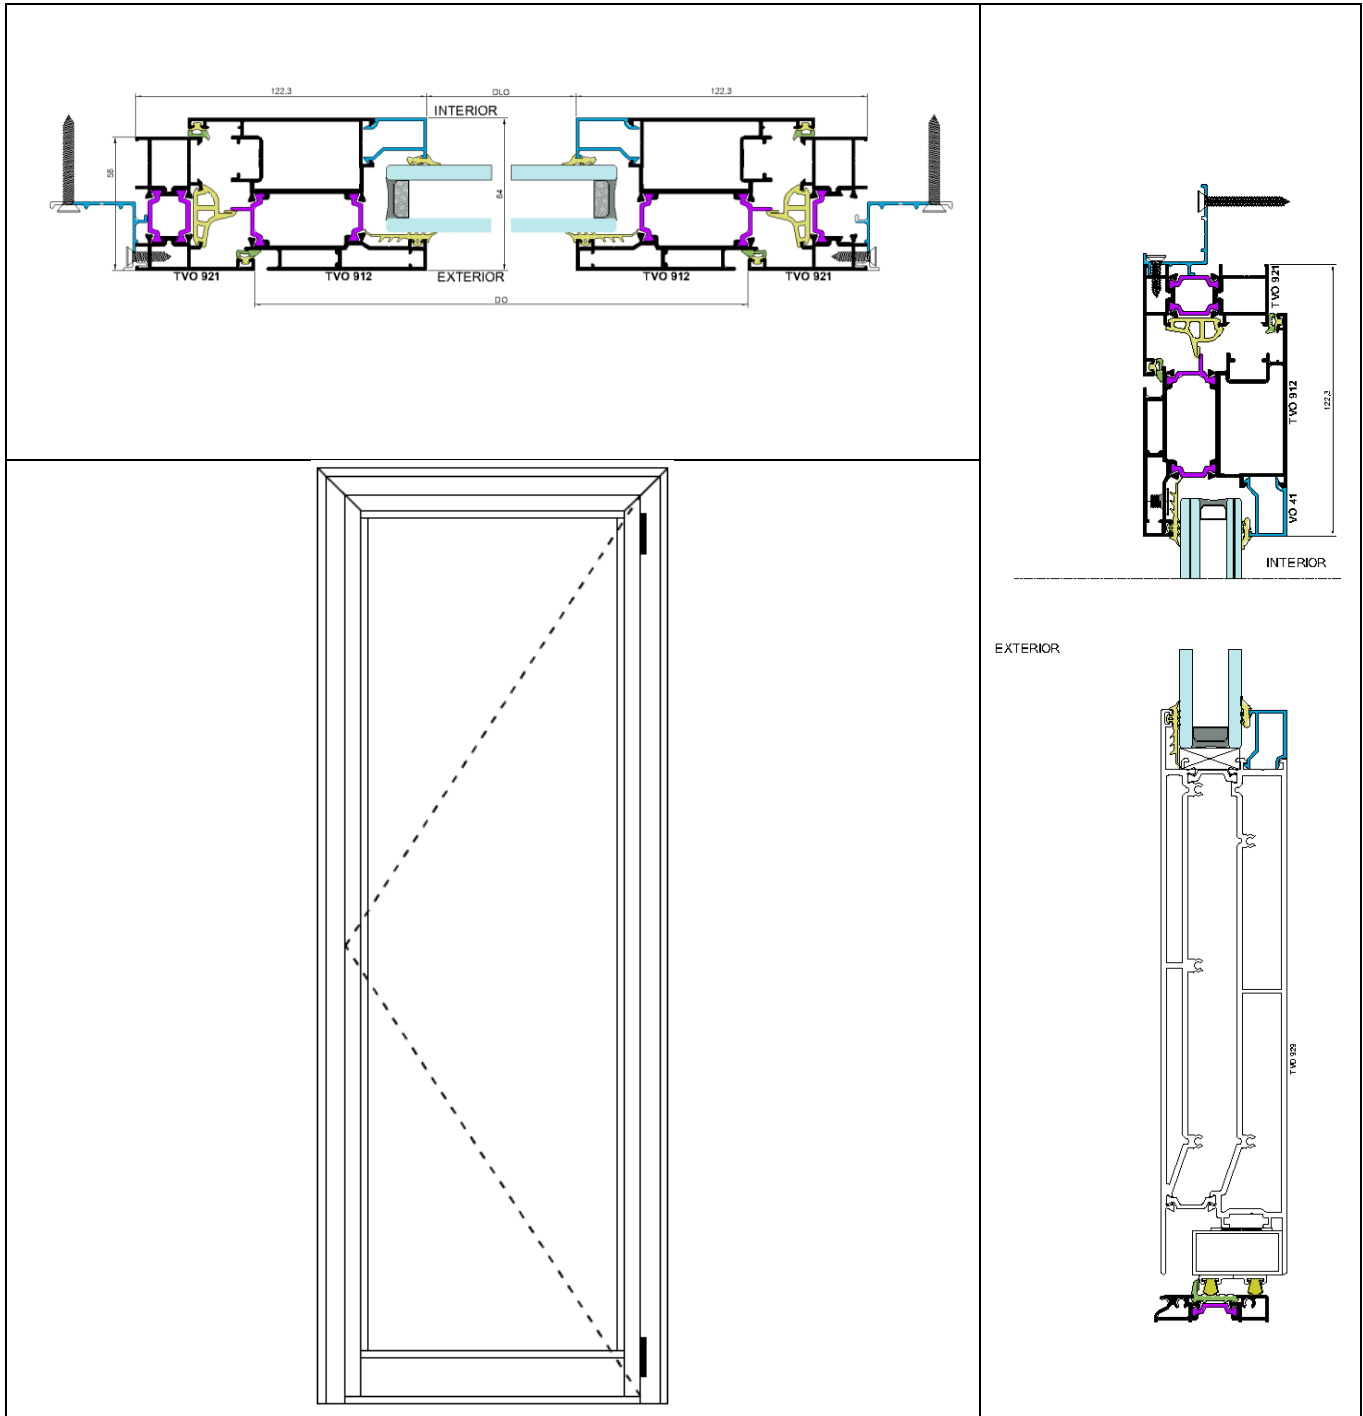 122,3
DLO
122,3
INTERIOR
56
64
TVO 921
TVO 912
EXTERIOR
TVO 912
TVO 921
DO
TVO 921
TVO 912
122,3
VO 41
INTERIOR
EXTERIOR
TVO 929